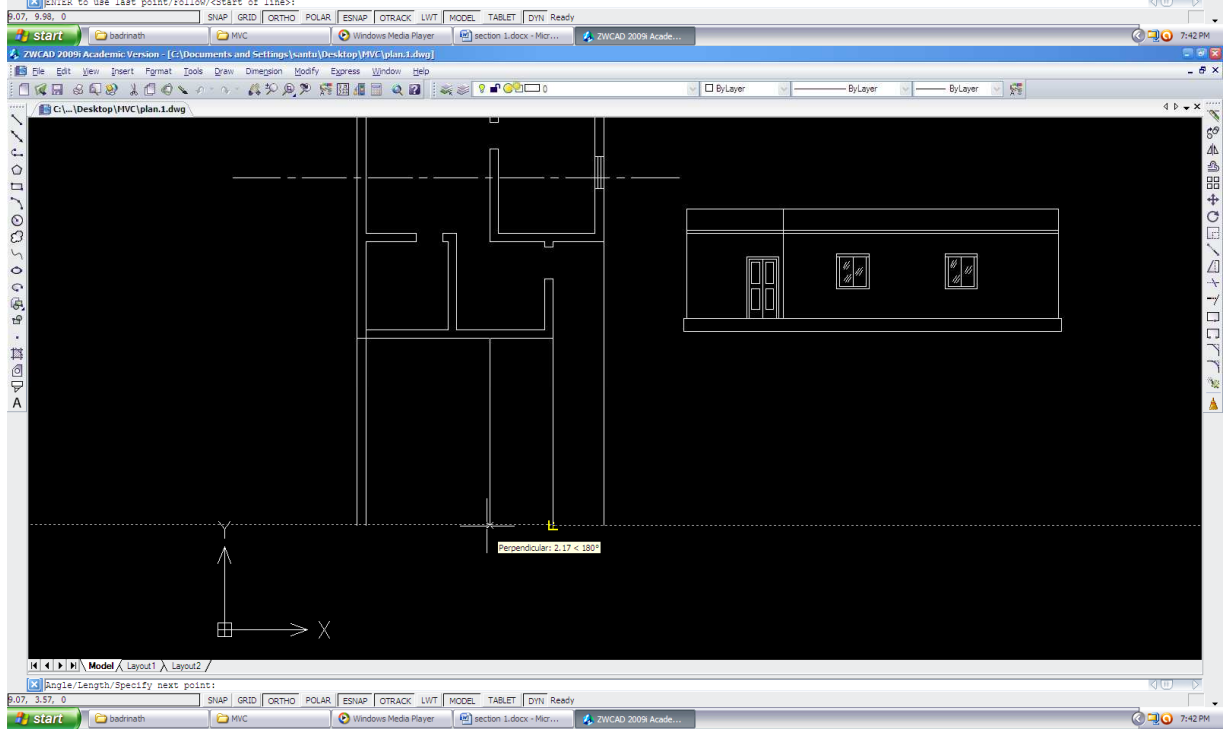 ENTER to use last point/Follow/<Start of line>:
9.07, 9.98, 0 SNAP GRID ORTHO POLAR ESNAP OTRACK LWT MODEL TABLET DYN Ready
start badrinath MVC Windows Media Player section 1.docx - Micr... ZWCAD 2009i Acade... 7:42 PM
ZWCAD 2009i Academic Version - [C:\Documents and Settings\santu\Desktop\MVC\plan.1.dwg]
File Edit View Insert Format Tools Draw Dimension Modify Express Window Help
0 ByLayer ByLayer ByLayer
C:\...\Desktop\MVC\plan.1.dwg
A
Perpendicular: 2.17 < 180°
Y
X
Model Layout1 Layout2
Angle/Length/Specify next point:
9.07, 3.57, 0 SNAP GRID ORTHO POLAR ESNAP OTRACK LWT MODEL TABLET DYN Ready
start badrinath MVC Windows Media Player section 1.docx - Micr... ZWCAD 2009i Acade... 7:42 PM